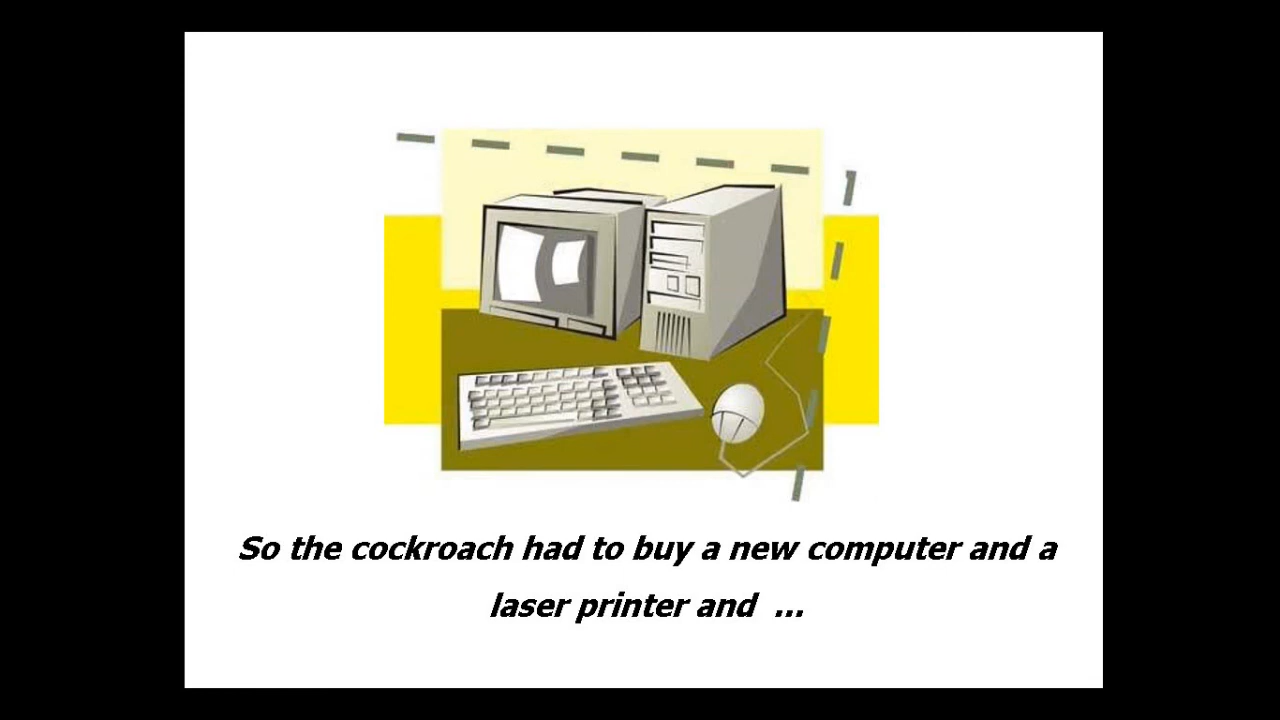 So the cockroach had to buy a new computer and a
laser printer and ...